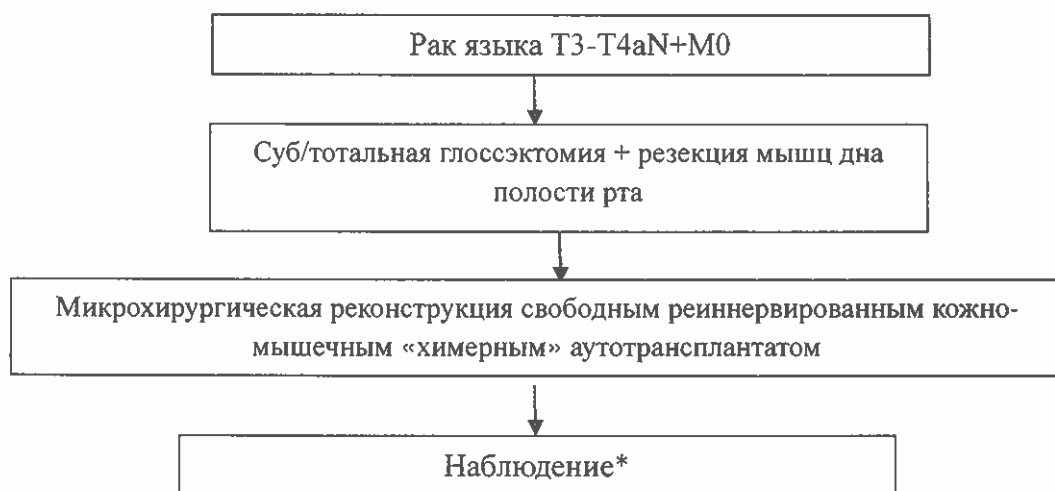 Рак языка T3-T4aN+M0
Суб/тотальная глоссэктомия + резекция мышц дна
полости рта
Микрохирургическая реконструкция свободным реиннервированным кожно-
мышечным «химерным» аутотрансплантатом
Наблюдение*